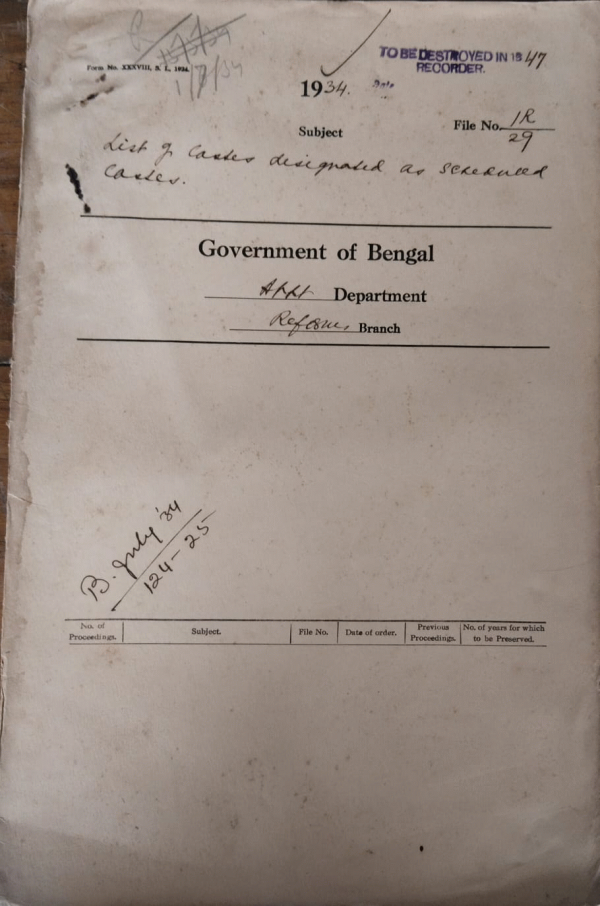 Form No. XXXVIII, S. L., 1934.
1/7/34
TO BE DESTROYED IN 1947
RECORDER.
Date
1934.
Subject
File No. 1R
29
List of Castes designated as Scheduled
Castes.
Government of Bengal
Appt Department
Reforms Branch
B. July '34
124-25
No. of Proceedings. Subject. File No. Date of order. Previous Proceedings. No. of years for which to be Preserved.